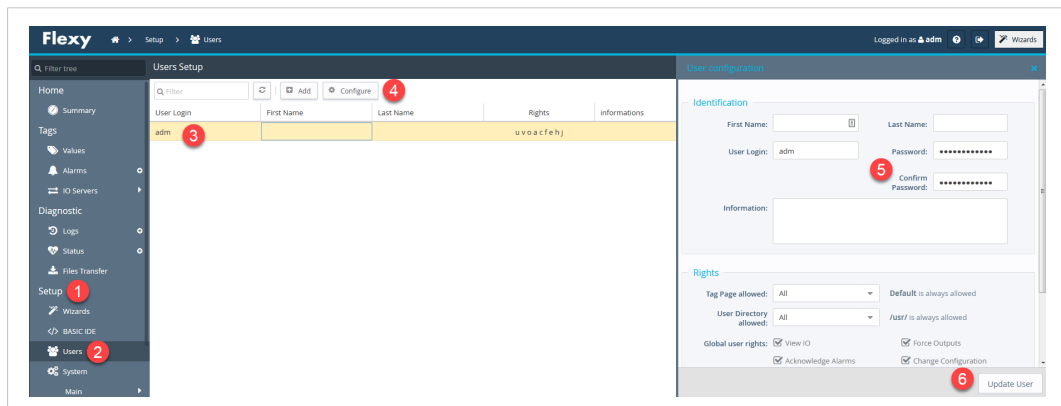 Flexy > Setup > Users Logged in as adm Wizards
Filter tree
Users Setup
User configuration
Home
Summary
Tags
Values
Alarms
IO Servers
Diagnostic
Logs
Status
Files Transfer
Setup 1
Wizards
</> BASIC IDE
Users 2
System
Main
Filter Add Configure 4
User Login First Name Last Name Rights Informations
adm 3 u v o a c f e h j
Identification
First Name: Last Name:
User Login: adm Password: ••••••••••••
5 Confirm
Password: ••••••••••••
Information:
Rights
Tag Page allowed: All Default is always allowed
User Directory
allowed: All /usr/ is always allowed
Global user rights: View IO Force Outputs
Acknowledge Alarms Change Configuration
6 Update User